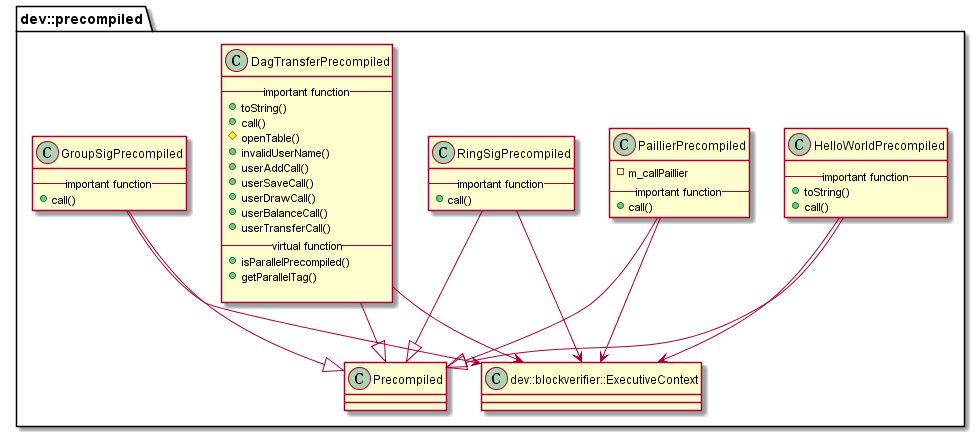 dev::precompiled
C GroupSigPrecompiled
important function
call()
C DagTransferPrecompiled
important function
toString()
call()
openTable()
invalidUserName()
userAddCall()
userSaveCall()
userDrawCall()
userBalanceCall()
userTransferCall()
virtual function
isParallelPrecompiled()
getParallelTag()
C RingSigPrecompiled
important function
call()
C PaillierPrecompiled
m_callPaillier
important function
call()
C HelloWorldPrecompiled
important function
toString()
call()
C Precompiled
C dev::blockverifier::ExecutiveContext